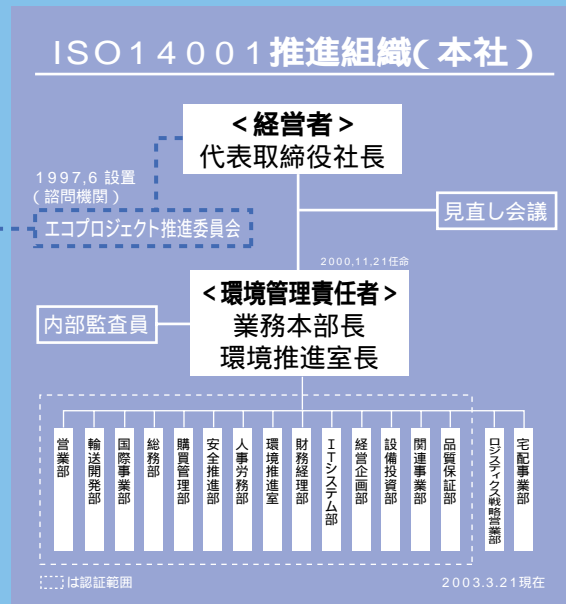 ISO14001推進組織(本社)
<経営者>
代表取締役社長
1997,6 設置
(諮問機関)
エコプロジェクト推進委員会
見直し会議
2000,11,21任命
<環境管理責任者>
業務本部長
環境推進室長
内部監査員
営業部
輸送開発部
国際事業部
総務部
購買管理部
安全推進部
人事労務部
環境推進室
財務経理部
ITシステム部
経営企画部
設備投資部
関連事業部
品質保証部
ロジスティクス戦略営業部
宅配事業部
は認証範囲
2003.3.21現在